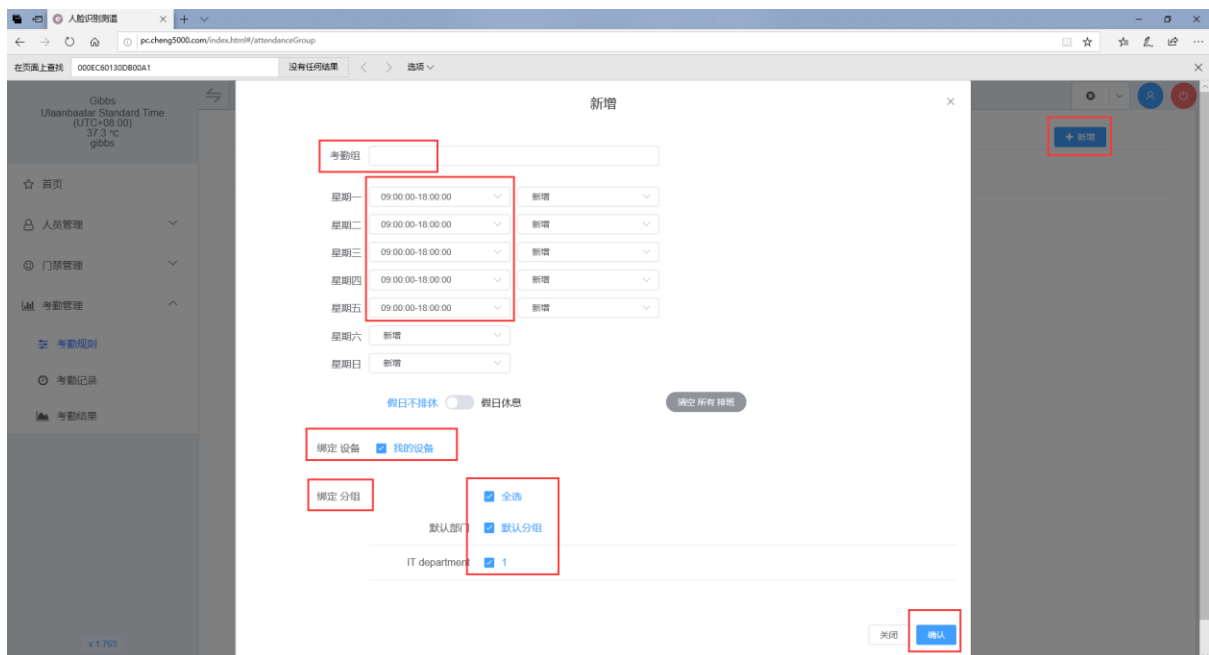 人脸识别测温
pc.cheng5000.com/index.html#/attendanceGroup
在页面上查找 000EC60130DB00A1 没有任何结果 选项
Gibbs
Ulaanbaatar Standard Time
(UTC+08:00)
37.3 ℃
gibbs
首页
人员管理
门禁管理
考勤管理
考勤规则
考勤记录
考勤结果
v 1.763
+ 新增
新增
考勤组
星期一 09:00:00-18:00:00 新增
星期二 09:00:00-18:00:00 新增
星期三 09:00:00-18:00:00 新增
星期四 09:00:00-18:00:00 新增
星期五 09:00:00-18:00:00 新增
星期六 新增
星期日 新增
假日不排休 假日休息 清空 所有 排班
绑定 设备 我的设备
绑定 分组 全选
默认部门 默认分组
IT department 1
关闭 确认